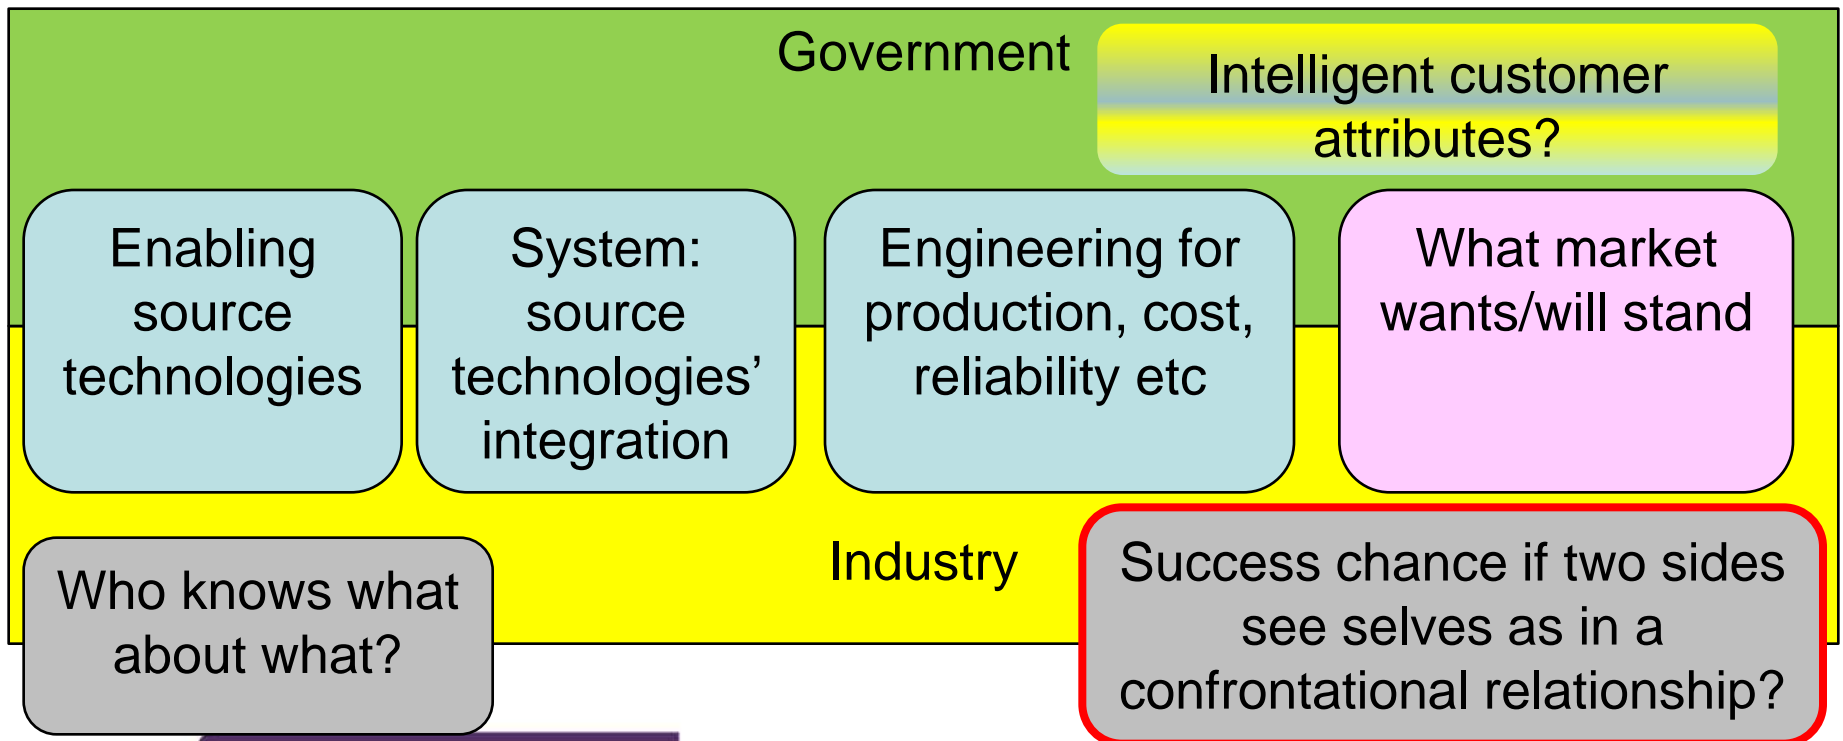 Government
Intelligent customer
attributes?
Enabling
source
technologies
System:
source
technologies’
integration
Engineering for
production, cost,
reliability etc
What market
wants/will stand
Industry
Who knows what
about what?
Success chance if two sides
see selves as in a
confrontational relationship?